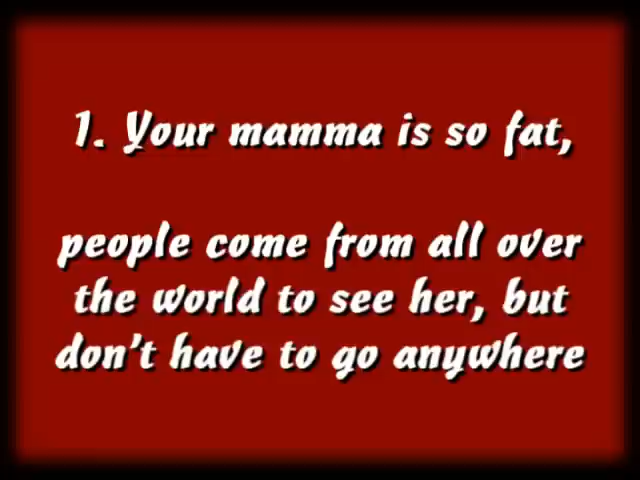 1. Your mamma is so fat,
people come from all over
the world to see her, but
don't have to go anywhere